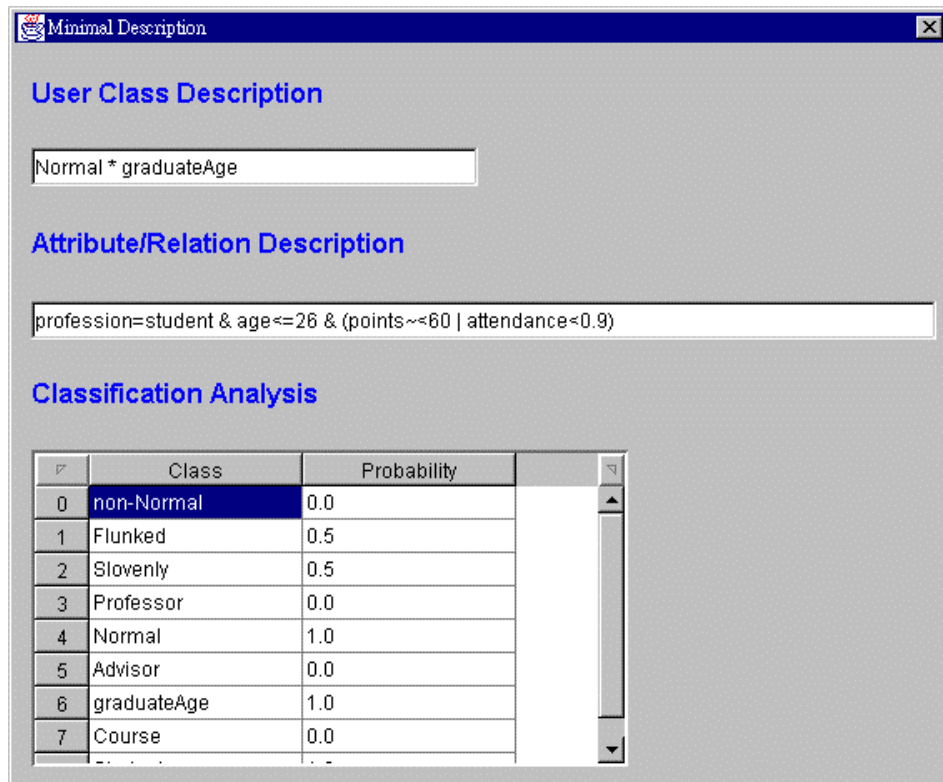 Minimal Description
User Class Description
Normal * graduateAge
Attribute/Relation Description
profession=student & age<=26 & (points~<60 | attendance<0.9)
Classification Analysis
Class Probability
0 non-Normal 0.0
1 Flunked 0.5
2 Slovenly 0.5
3 Professor 0.0
4 Normal 1.0
5 Advisor 0.0
6 graduateAge 1.0
7 Course 0.0